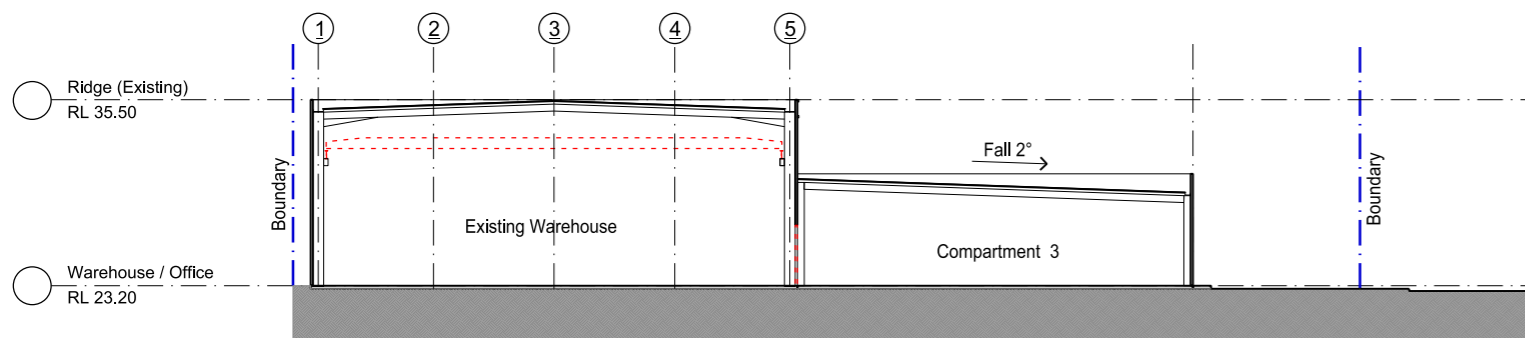 1
2
3
4
5
Ridge (Existing)
RL 35.50
Boundary
Fall 2°
Boundary
Existing Warehouse
Compartment 3
Warehouse / Office
RL 23.20